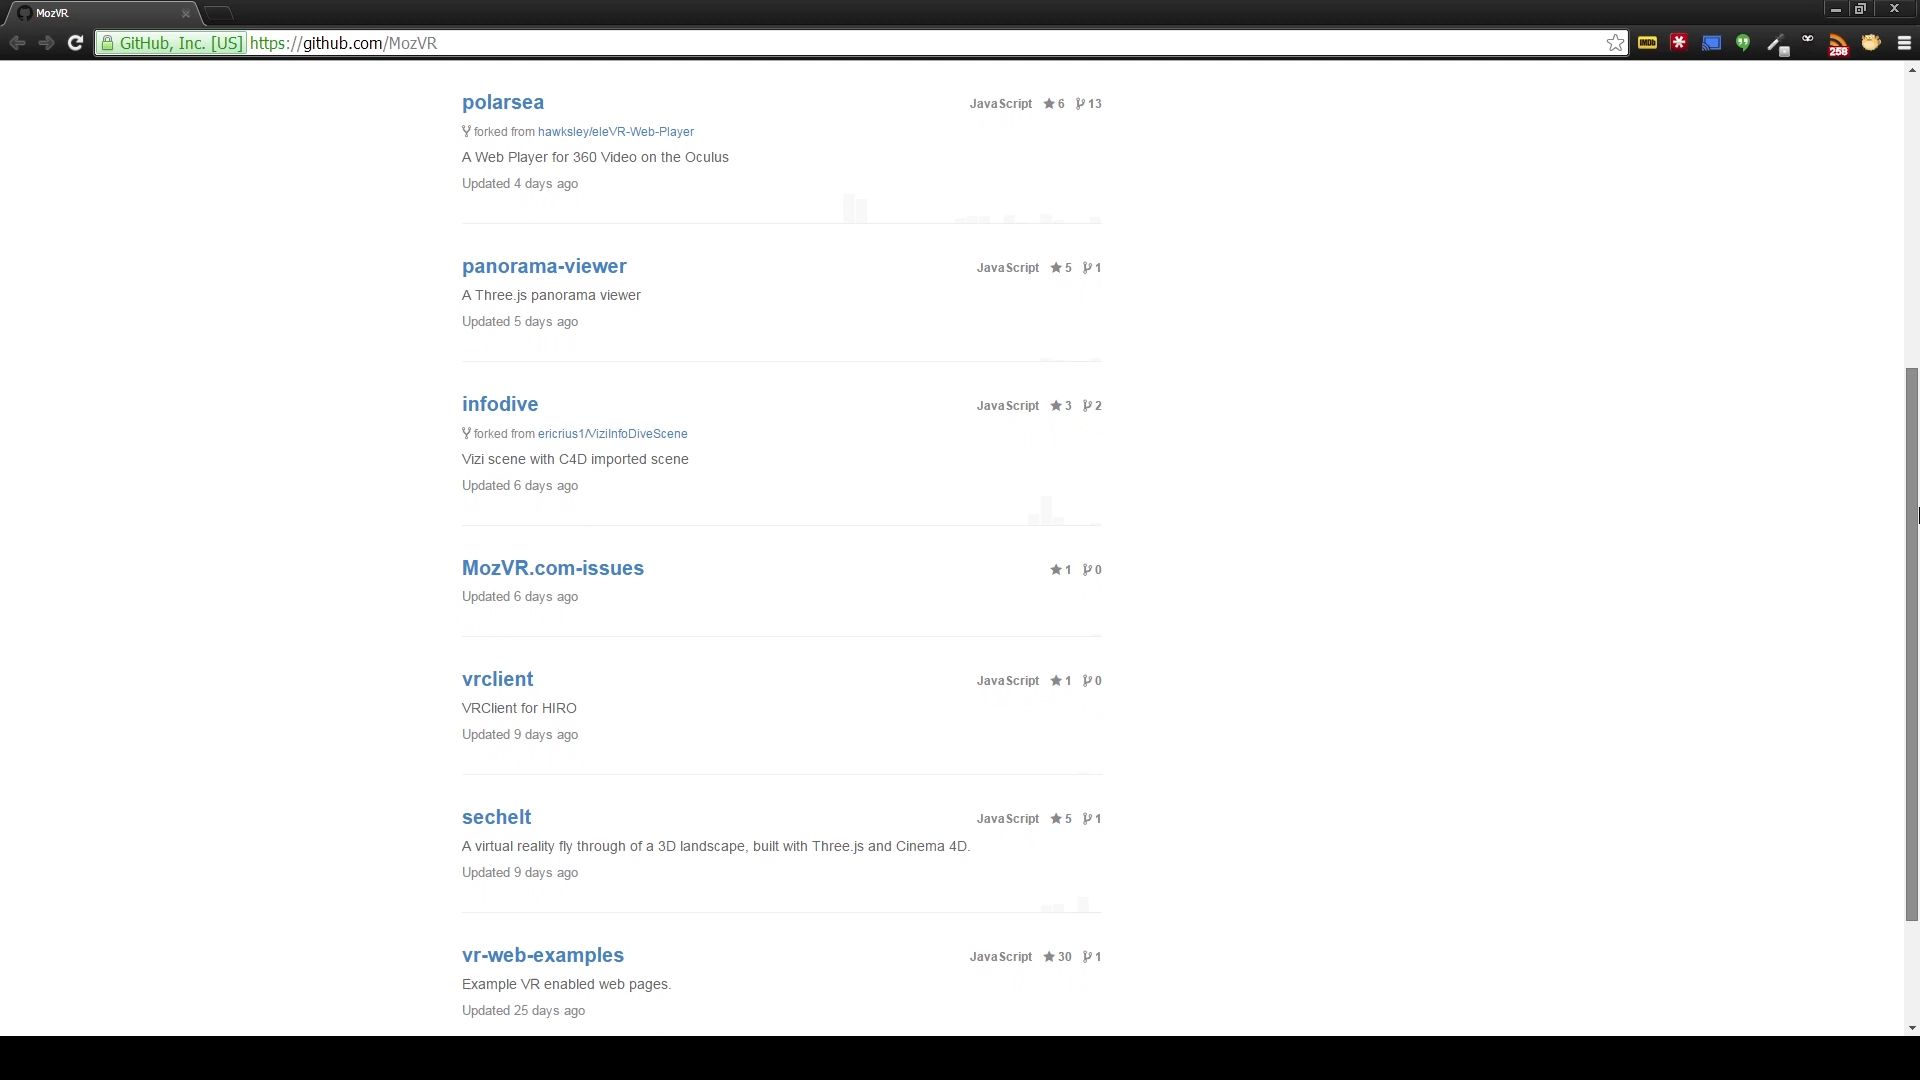 MozVR
GitHub, Inc. [US] https://github.com/MozVR
IMDb
258
polarsea JavaScript 6 13
forked from hawksley/eleVR-Web-Player
A Web Player for 360 Video on the Oculus
Updated 4 days ago
panorama-viewer JavaScript 5 1
A Three.js panorama viewer
Updated 5 days ago
infodive JavaScript 3 2
forked from ericrius1/ViziInfoDiveScene
Vizi scene with C4D imported scene
Updated 6 days ago
MozVR.com-issues 1 0
Updated 6 days ago
vrclient JavaScript 1 0
VRClient for HIRO
Updated 9 days ago
sechelt JavaScript 5 1
A virtual reality fly through of a 3D landscape, built with Three.js and Cinema 4D.
Updated 9 days ago
vr-web-examples JavaScript 30 1
Example VR enabled web pages.
Updated 25 days ago